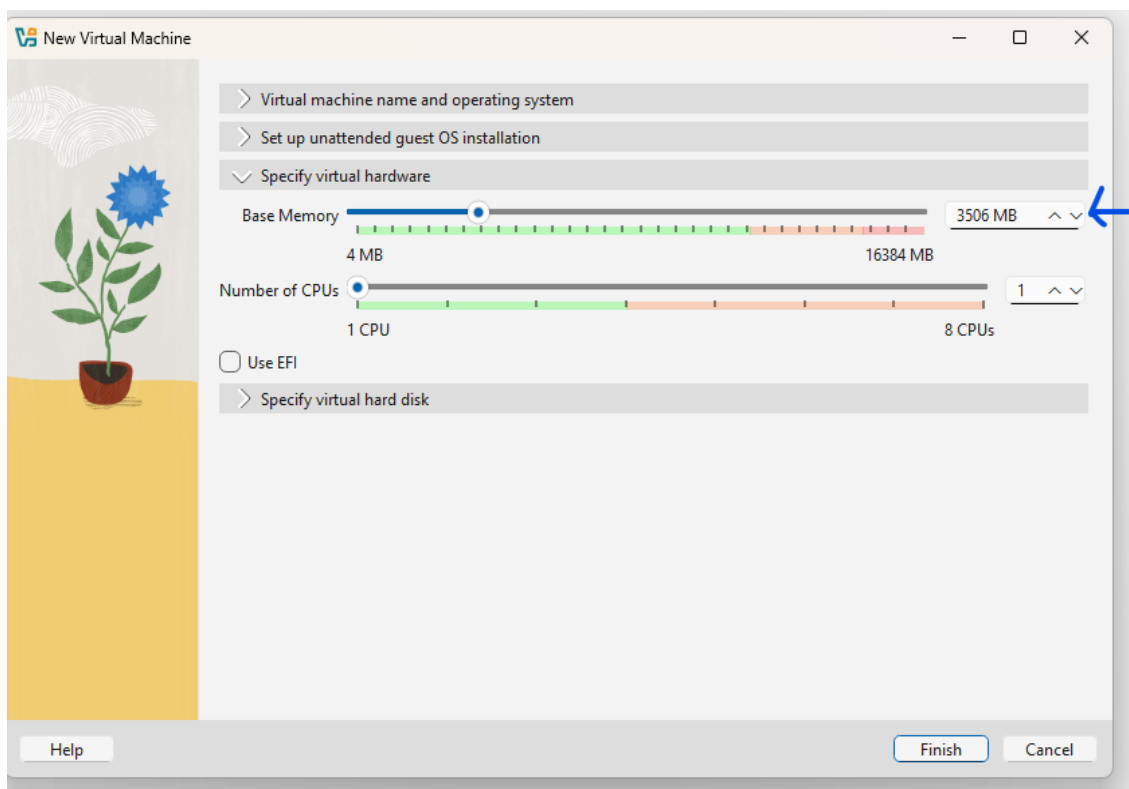 New Virtual Machine
Virtual machine name and operating system
Set up unattended guest OS installation
Specify virtual hardware
Base Memory 3506 MB
4 MB 16384 MB
Number of CPUs 1
1 CPU 8 CPUs
Use EFI
Specify virtual hard disk
Help Finish Cancel